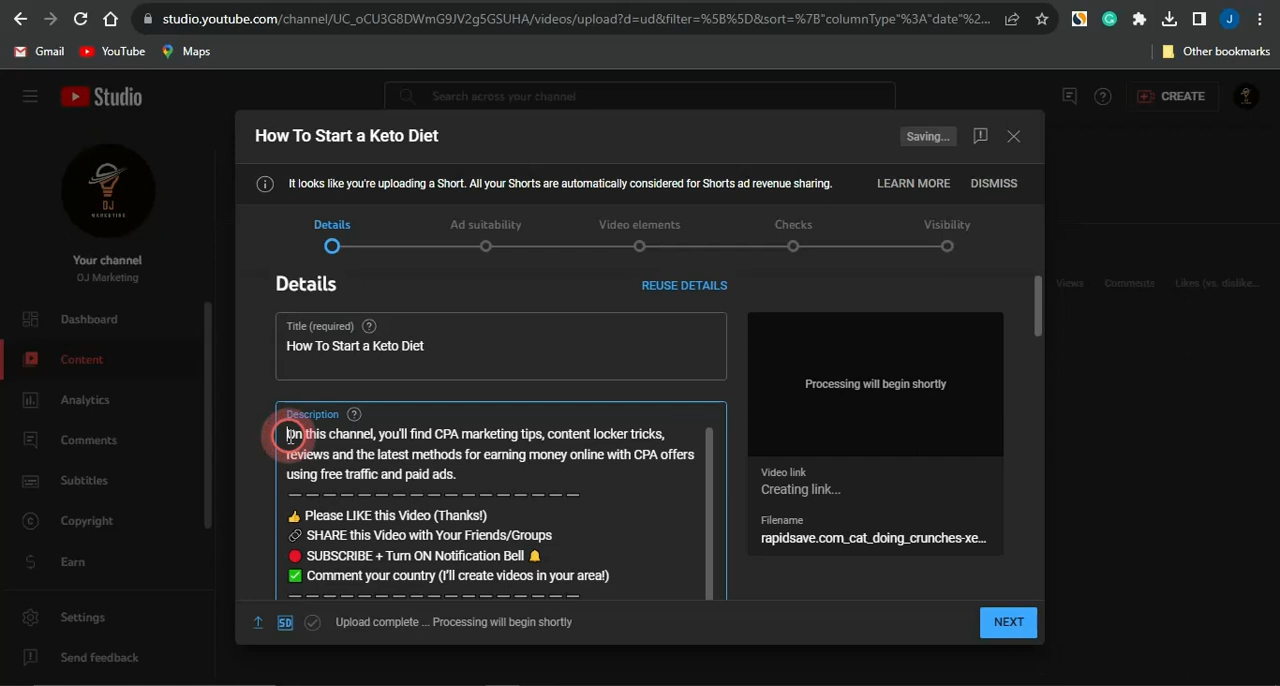 studio.youtube.com/channel/UC_oCU3G8DWmG9JV2g5GSUHA/videos/upload?d=ud&filter=%5B%5D&sort=%7B"columnType"%3A"date"%2...
J
Gmail
YouTube
Maps
Other bookmarks
Studio
Search across your channel
CREATE
How To Start a Keto Diet
Saving...
It looks like you're uploading a Short. All your Shorts are automatically considered for Shorts ad revenue sharing.
LEARN MORE
DISMISS
OJ
MARKETING
Your channel
OJ Marketing
Dashboard
Content
Analytics
Comments
Subtitles
Copyright
Earn
Settings
Send feedback
Details
Ad suitability
Video elements
Checks
Visibility
Details
REUSE DETAILS
Views
Comments
Likes (vs. dislike...
Title (required)
How To Start a Keto Diet
Description
On this channel, you'll find CPA marketing tips, content locker tricks,
reviews and the latest methods for earning money online with CPA offers
using free traffic and paid ads.
— — — — — — — — — — — — — — — —
👍 Please LIKE this Video (Thanks!)
🔗 SHARE this Video with Your Friends/Groups
🔴 SUBSCRIBE + Turn ON Notification Bell 🔔
✅ Comment your country (I'll create videos in your area!)
— — — — — — — — — — — — — — — —
Processing will begin shortly
Video link
Creating link...
Filename
rapidsave.com_cat_doing_crunches-xe...
SD
Upload complete ... Processing will begin shortly
NEXT